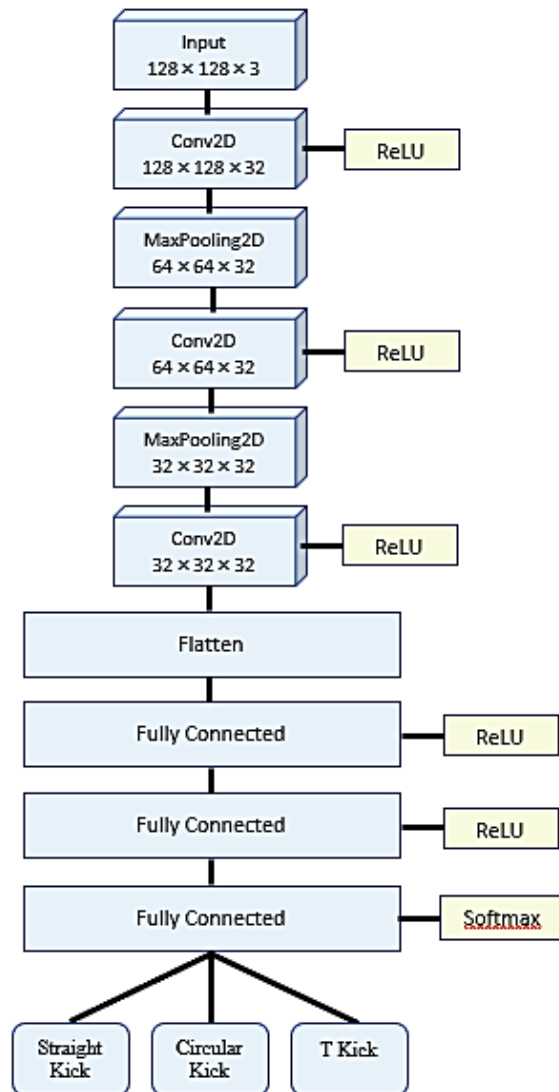 Input
128 × 128 × 3
Conv2D
128 × 128 × 32
ReLU
MaxPooling2D
64 × 64 × 32
Conv2D
64 × 64 × 32
ReLU
MaxPooling2D
32 × 32 × 32
Conv2D
32 × 32 × 32
ReLU
Flatten
Fully Connected
ReLU
Fully Connected
ReLU
Fully Connected
Softmax
Straight
Kick
Circular
Kick
T Kick